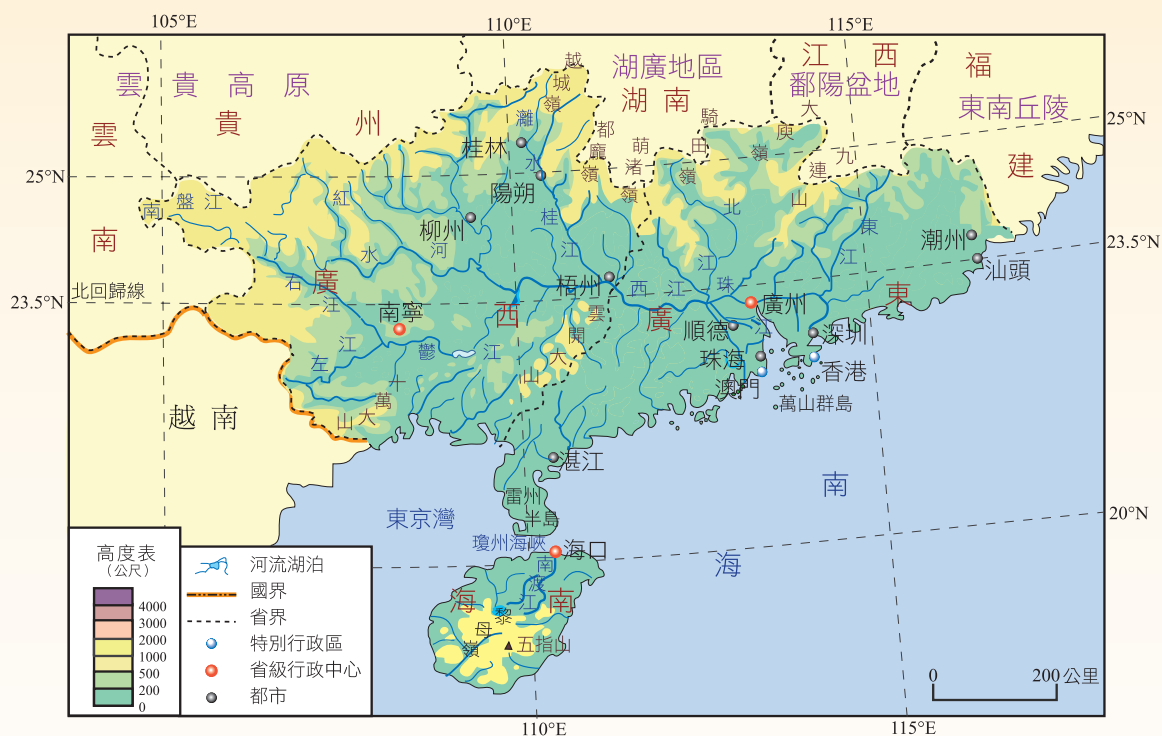 105°E
110°E
115°E
雲貴高原
湖廣地區
江西
鄱陽盆地
福建
東南丘陵
貴州
湖南
雲南
25°N
25°N
23.5°N
23.5°N
20°N
北回歸線
越城嶺
都龐嶺
萌渚嶺
騎田嶺
大庾嶺
九連山
灕水
桂林
陽朔
桂江
柳州
紅水河
南盤江
右江
左江
鬱江
南寧
廣西
梧州
西江
雲開大山
十萬大山
北江
珠江
東江
廣州
廣東
順德
珠海
澳門
深圳
香港
萬山群島
潮州
汕頭
越南
湛江
雷州
半島
東京灣
瓊州海峽
海口
南渡江
海南
黎母嶺
五指山
南海
高度表
(公尺)
4000
3000
2000
1000
500
200
0
河流湖泊
國界
省界
特別行政區
省級行政中心
都市
0
200公里
110°E
115°E